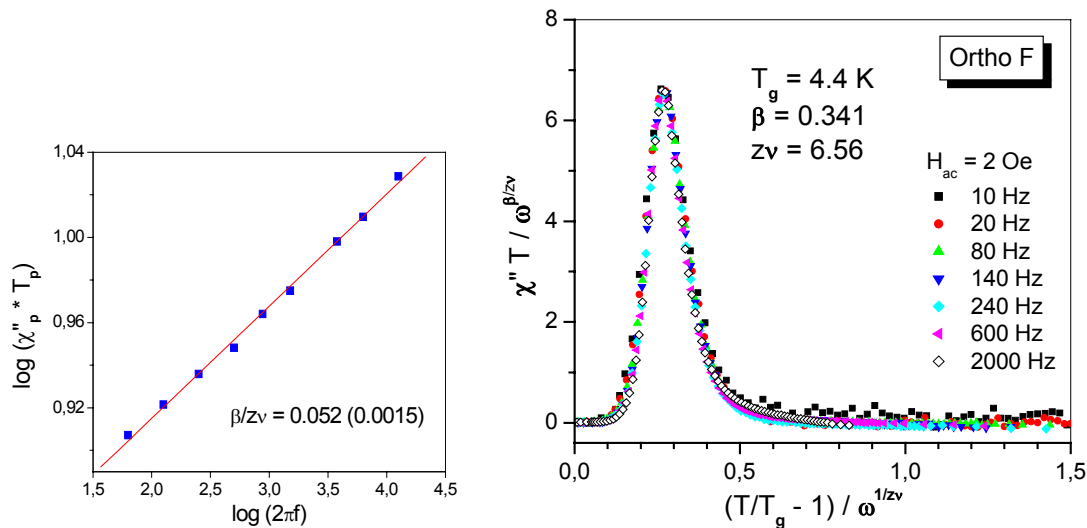 1,04
1,00
0,96
0,92
log (χ"p * Tp)
β/zν = 0.052 (0.0015)
1,5 2,0 2,5 3,0 3,5 4,0 4,5
log (2πf)
8
6
4
2
0
χ'' T / ω^β/zν
Ortho F
Tg = 4.4 K
β = 0.341
zν = 6.56
Hac = 2 Oe
10 Hz
20 Hz
80 Hz
140 Hz
240 Hz
600 Hz
2000 Hz
0,0 0,5 1,0 1,5
(T/Tg - 1) / ω^1/zν